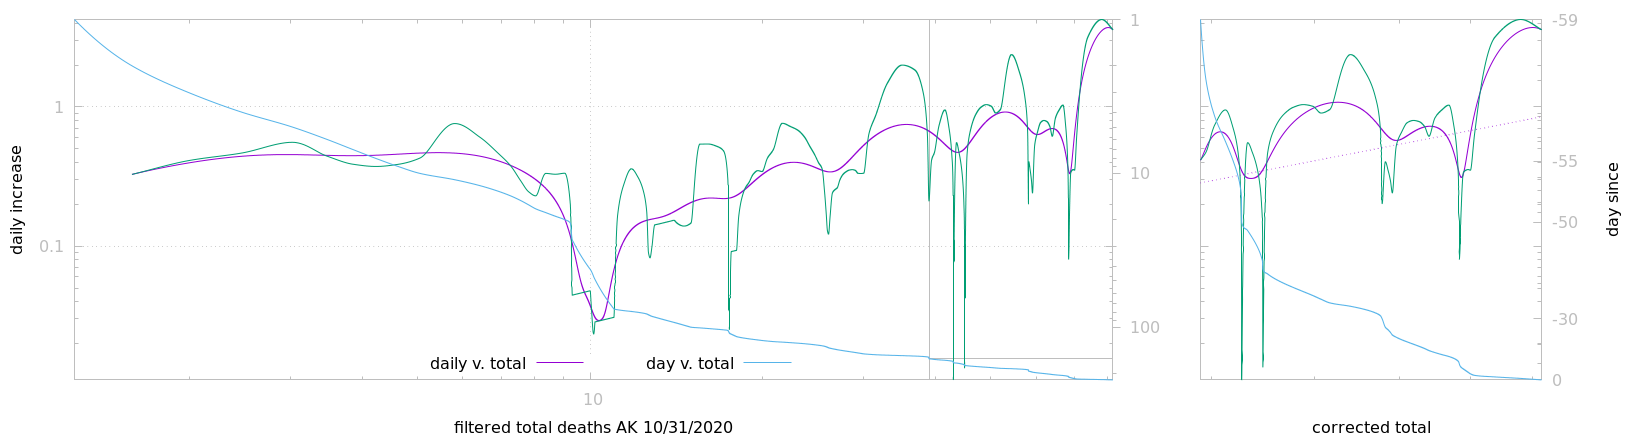 1
-59
1
daily increase
10
-55
day since
-50
0.1
-30
100
daily v. total
day v. total
0
10
filtered total deaths AK 10/31/2020
corrected total